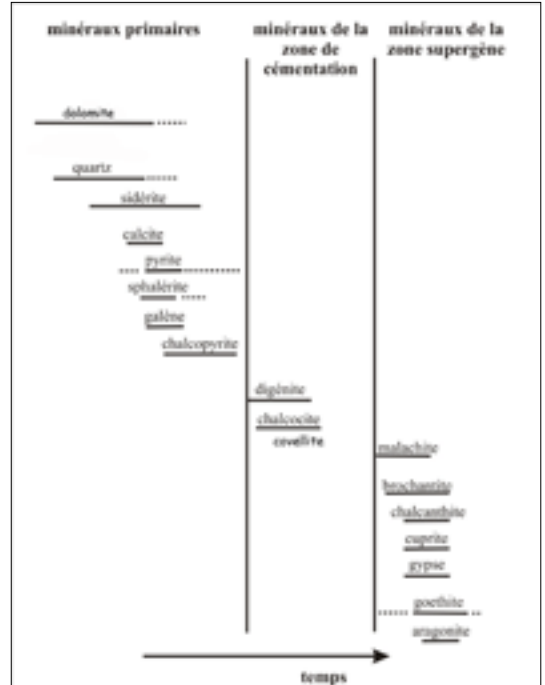 minéraux primaires
minéraux de la
zone de
cémentation
minéraux de la
zone supergène
dolomite
quartz
sidérite
calcite
pyrite
sphalérite
galène
chalcopyrite
digénite
chalcocite
covellite
malachite
brochantite
chalcanthite
cuprite
gypse
goethite
aragonite
temps